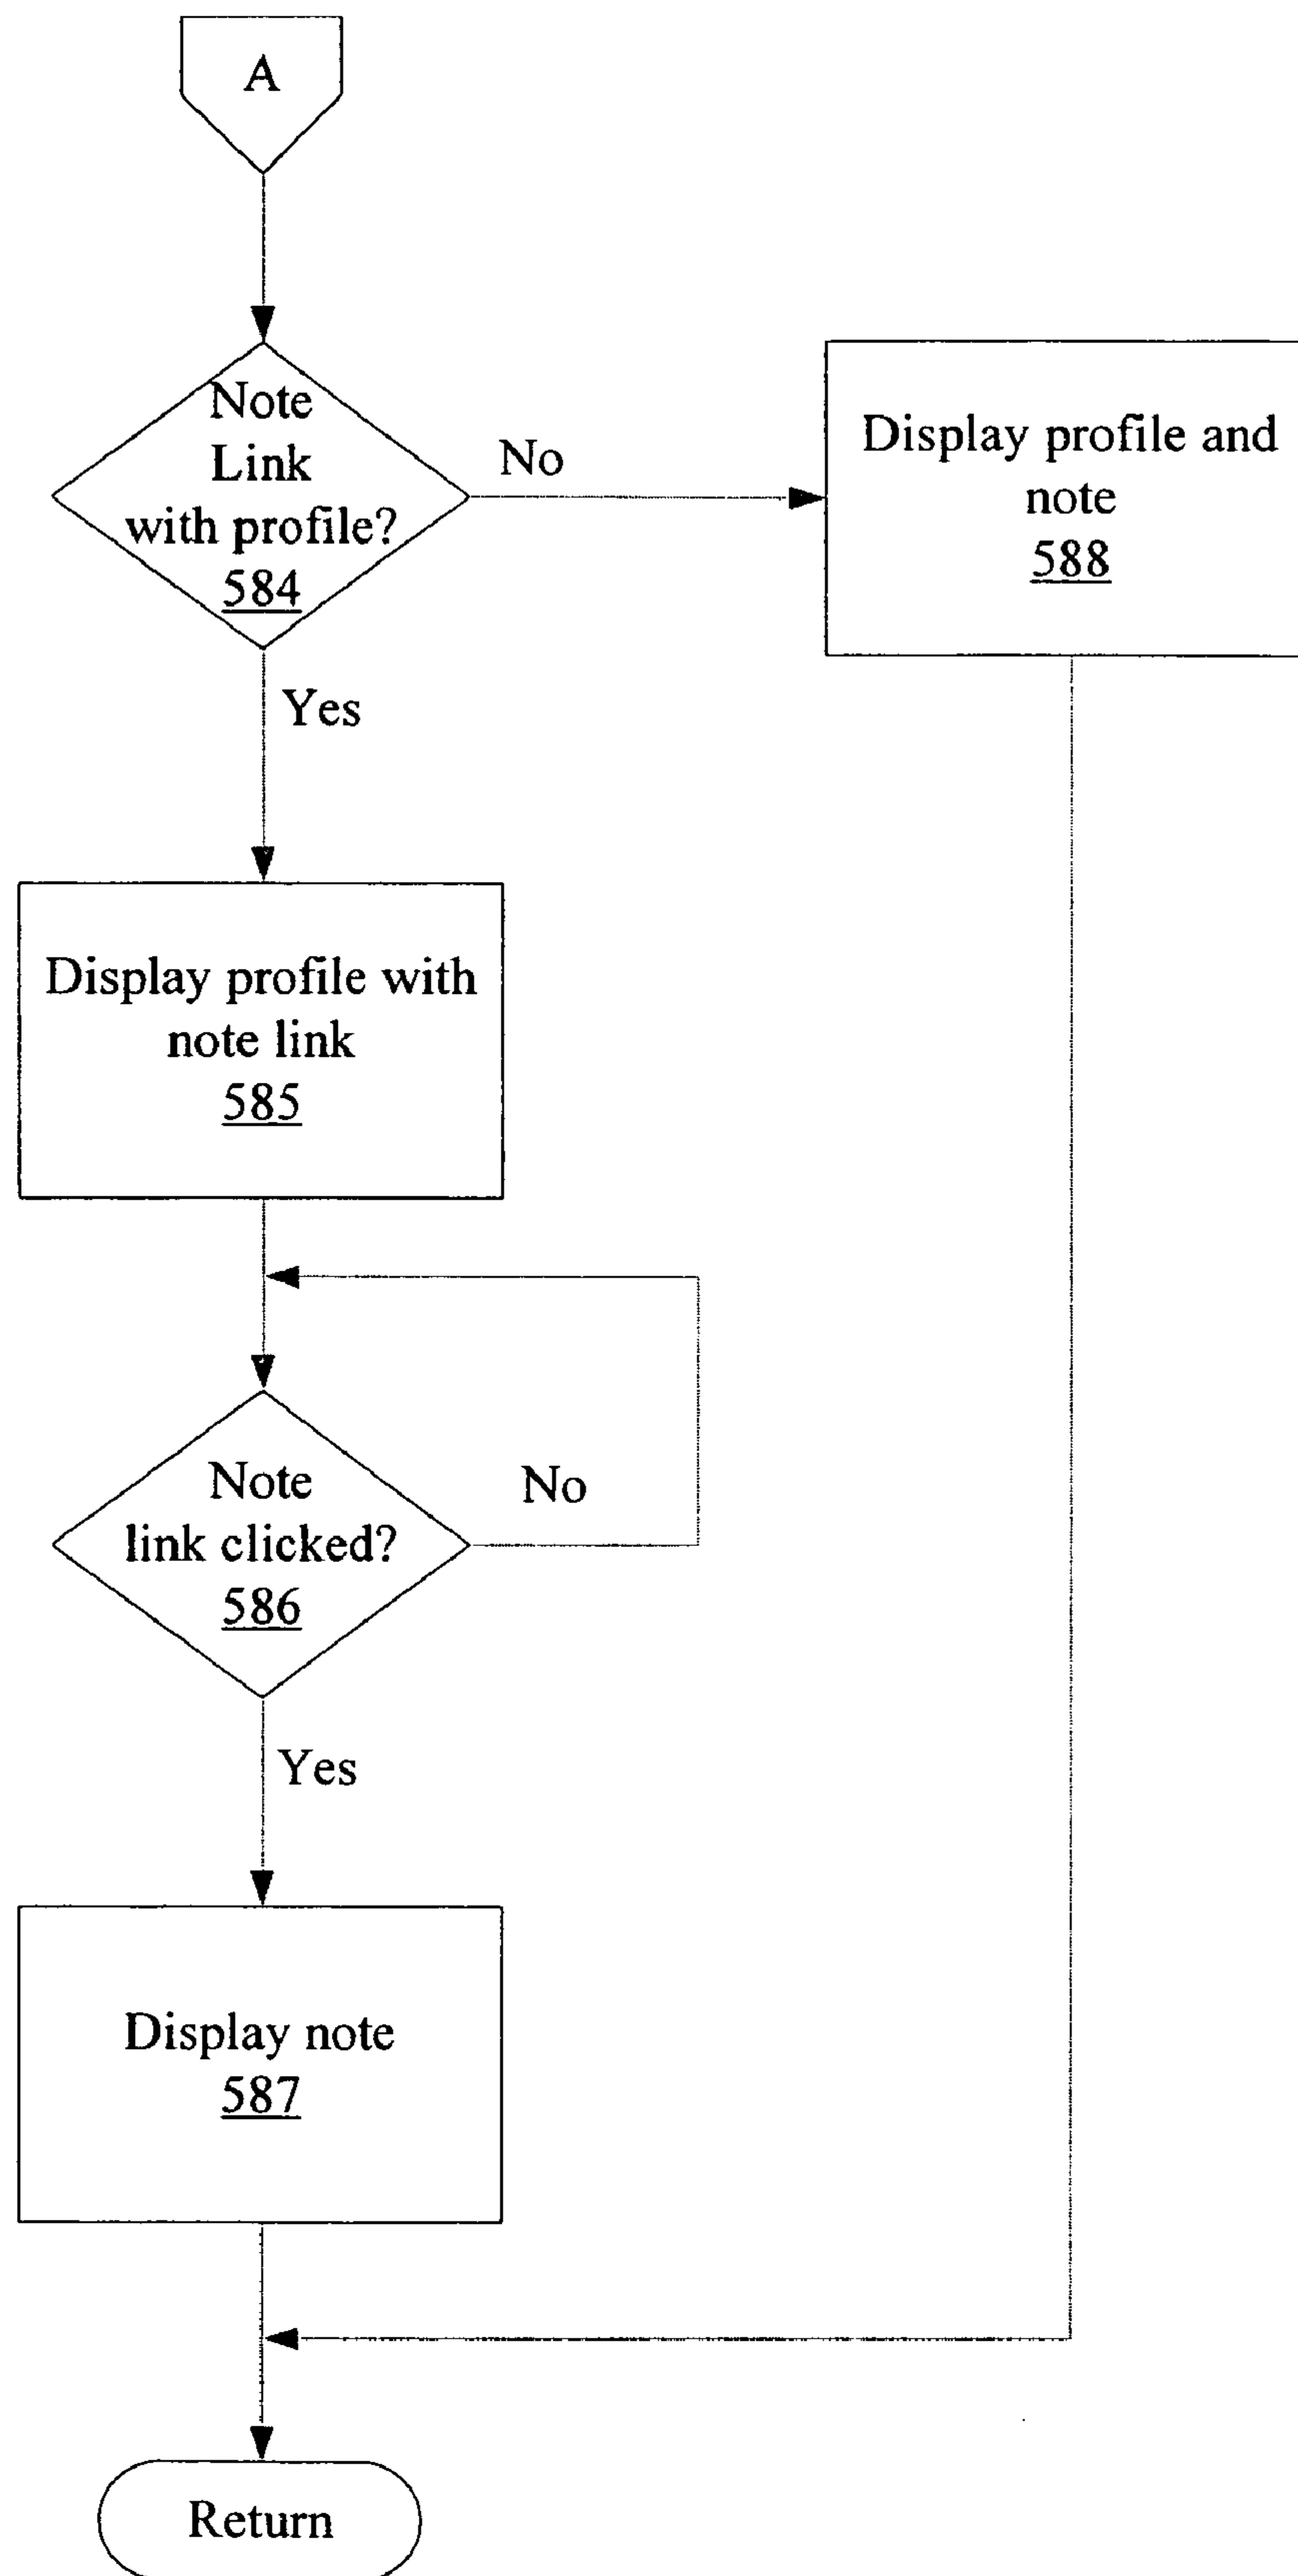 A
Note
Link
with profile?
584
No
Display profile and
note
588
Yes
Display profile with
note link
585
Note
link clicked?
586
No
Yes
Display note
587
Return